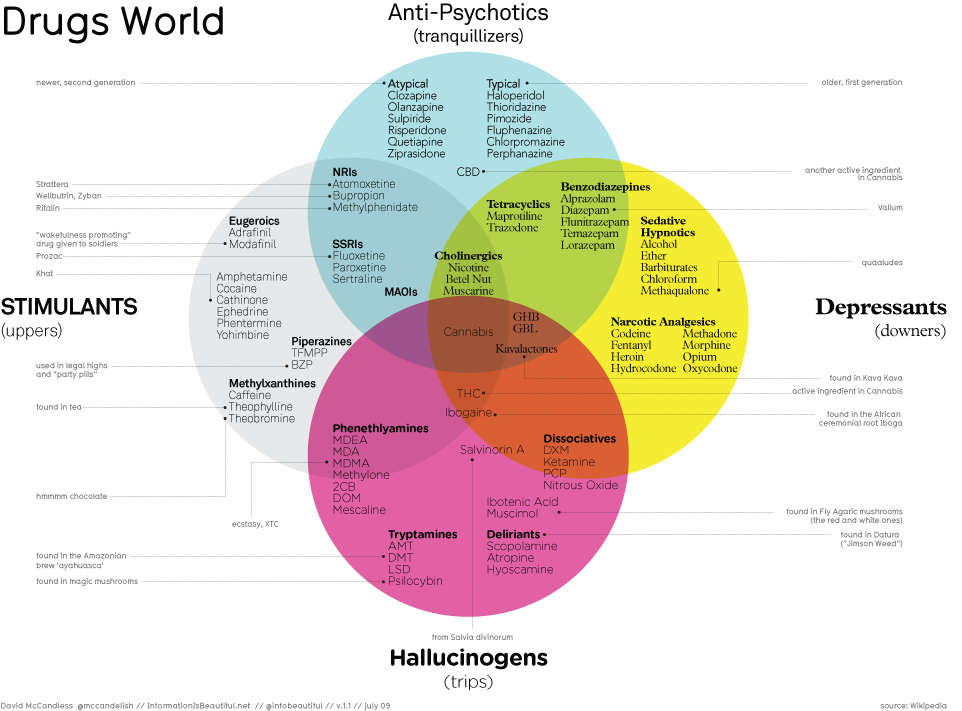 Drugs World
Anti-Psychotics
(tranquillizers)
newer, second generation
Atypical
Clozapine
Olanzapine
Sulpiride
Risperidone
Quetiapine
Ziprasidone
Typical
Haloperidol
Thioridazine
Pimozide
Fluphenazine
Chlorpromazine
Perphanazine
older, first generation
CBD
another active ingredient
in Cannabis
Strattera
Wellbutrin, Zyban
Ritalin
NRIs
Atomoxetine
Bupropion
Methylphenidate
Tetracyclics
Maprotiline
Trazodone
Benzodiazepines
Alprazolam
Diazepam
Flunitrazepam
Temazepam
Lorazepam
Valium
Sedative
Hypnotics
Alcohol
Ether
Barbiturates
Chloroform
Methaqualone
quaaludes
Eugeroics
Adrafinil
Modafinil
"wakefulness promoting"
drug given to soldiers
Prozac
SSRIs
Fluoxetine
Paroxetine
Sertraline
MAOIs
Cholinergics
Nicotine
Betel Nut
Muscarine
Khat
Amphetamine
Cocaine
Cathinone
Ephedrine
Phentermine
Yohimbine
STIMULANTS
(uppers)
Depressants
(downers)
GHB
GBL
Cannabis
Kavalactones
Narcotic Analgesics
Codeine Methadone
Fentanyl Morphine
Heroin Opium
Hydrocodone Oxycodone
Piperazines
TFMPP
BZP
used in legal highs
and "party pills"
found in Kava Kava
Methylxanthines
Caffeine
Theophylline
Theobromine
found in tea
THC
active ingredient in Cannabis
Ibogaine
found in the African
ceremonial root Iboga
Phenethlyamines
MDEA
MDA
MDMA
Methylone
2CB
DOM
Mescaline
Salvinorin A
Dissociatives
DXM
Ketamine
PCP
Nitrous Oxide
hmmmm chocolate
ecstasy, XTC
Ibotenic Acid
Muscimol
found in Fly Agaric mushrooms
(the red and white ones)
Tryptamines
AMT
DMT
LSD
Psilocybin
Deliriants
Scopolamine
Atropine
Hyoscamine
found in Datura
("Jimson Weed")
found in the Amazonian
brew 'ayahuasca'
found in magic mushrooms
from Salvia divinorum
Hallucinogens
(trips)
David McCandless @mccandelish // InformationIsBeautiful.net // @infobeautiful // v.1.1 // july 09
source: Wikipedia